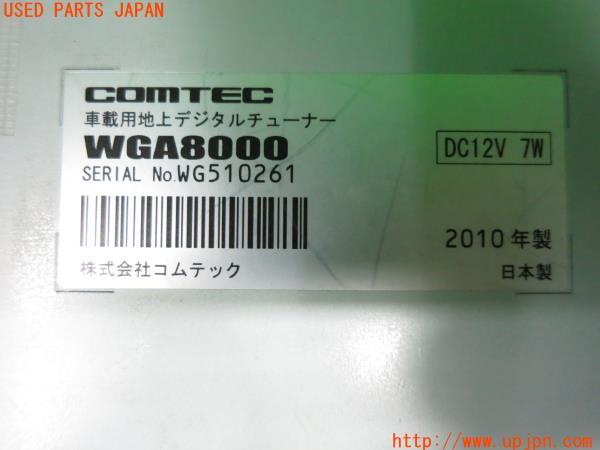 USED PARTS JAPAN
COMTEC
車載用地上デジタルチューナー
WGA8000
DC12V 7W
SERIAL No.WG510261
2010年製
株式会社コムテック
日本製
http://www.upjpn.com